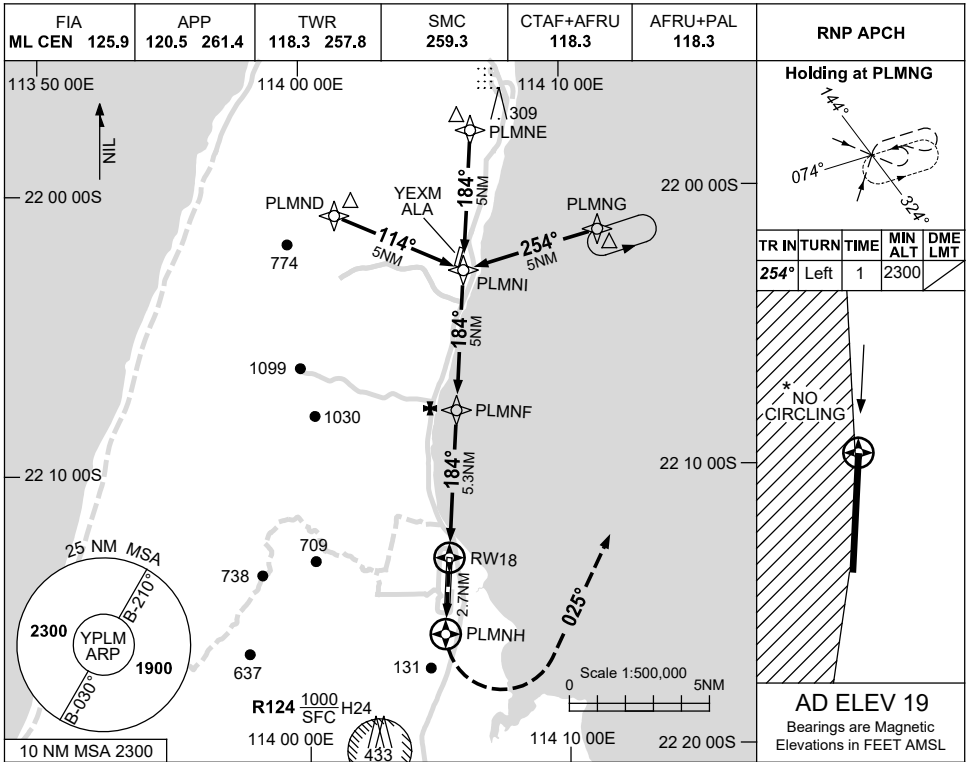 FIA
ML CEN 125.9
APP
120.5 261.4
TWR
118.3 257.8
SMC
259.3
CTAF+AFRU
118.3
AFRU+PAL
118.3
RNP APCH
113 50 00E
114 00 00E
114 10 00E
NIL
309
PLMNE
184°
5NM
22 00 00S
22 00 00S
PLMND
YEXM
ALA
PLMNG
114°
5NM
254°
5NM
774
PLMNI
184°
5NM
1099
1030
PLMNF
22 10 00S
22 10 00S
184°
5.3NM
709
738
RW18
2.7NM
025°
PLMNH
637
131
25 NM MSA
B-210°
2300
YPLM
ARP
1900
B-030°
10 NM MSA 2300
R124 1000
SFC H24
433
Scale 1:500,000
0 5NM
114 00 00E
114 10 00E
22 20 00S
Holding at PLMNG
144°
074°
324°
TR IN TURN TIME MIN ALT DME LMT
254° Left 1 2300
* NO
CIRCLING
AD ELEV 19
Bearings are Magnetic
Elevations in FEET AMSL